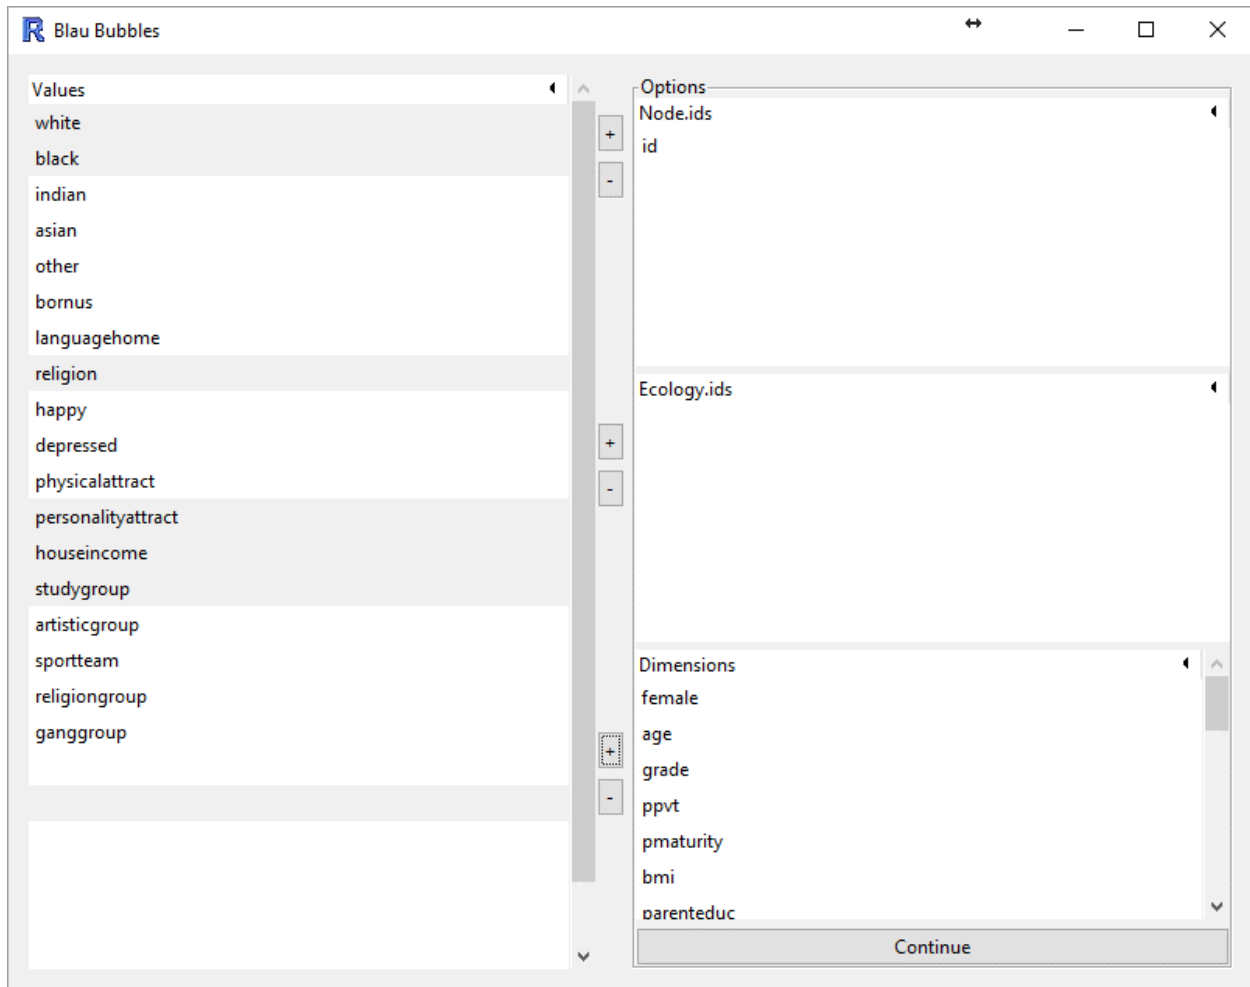 Blau Bubbles
Values
white
black
indian
asian
other
bornus
languagehome
religion
happy
depressed
physicalattract
personalityattract
houseincome
studygroup
artisticgroup
sportteam
religiongroup
ganggroup
+
-
+
-
+
-
Options
Node.ids
id
Ecology.ids
Dimensions
female
age
grade
ppvt
pmaturity
bmi
parenteduc
Continue